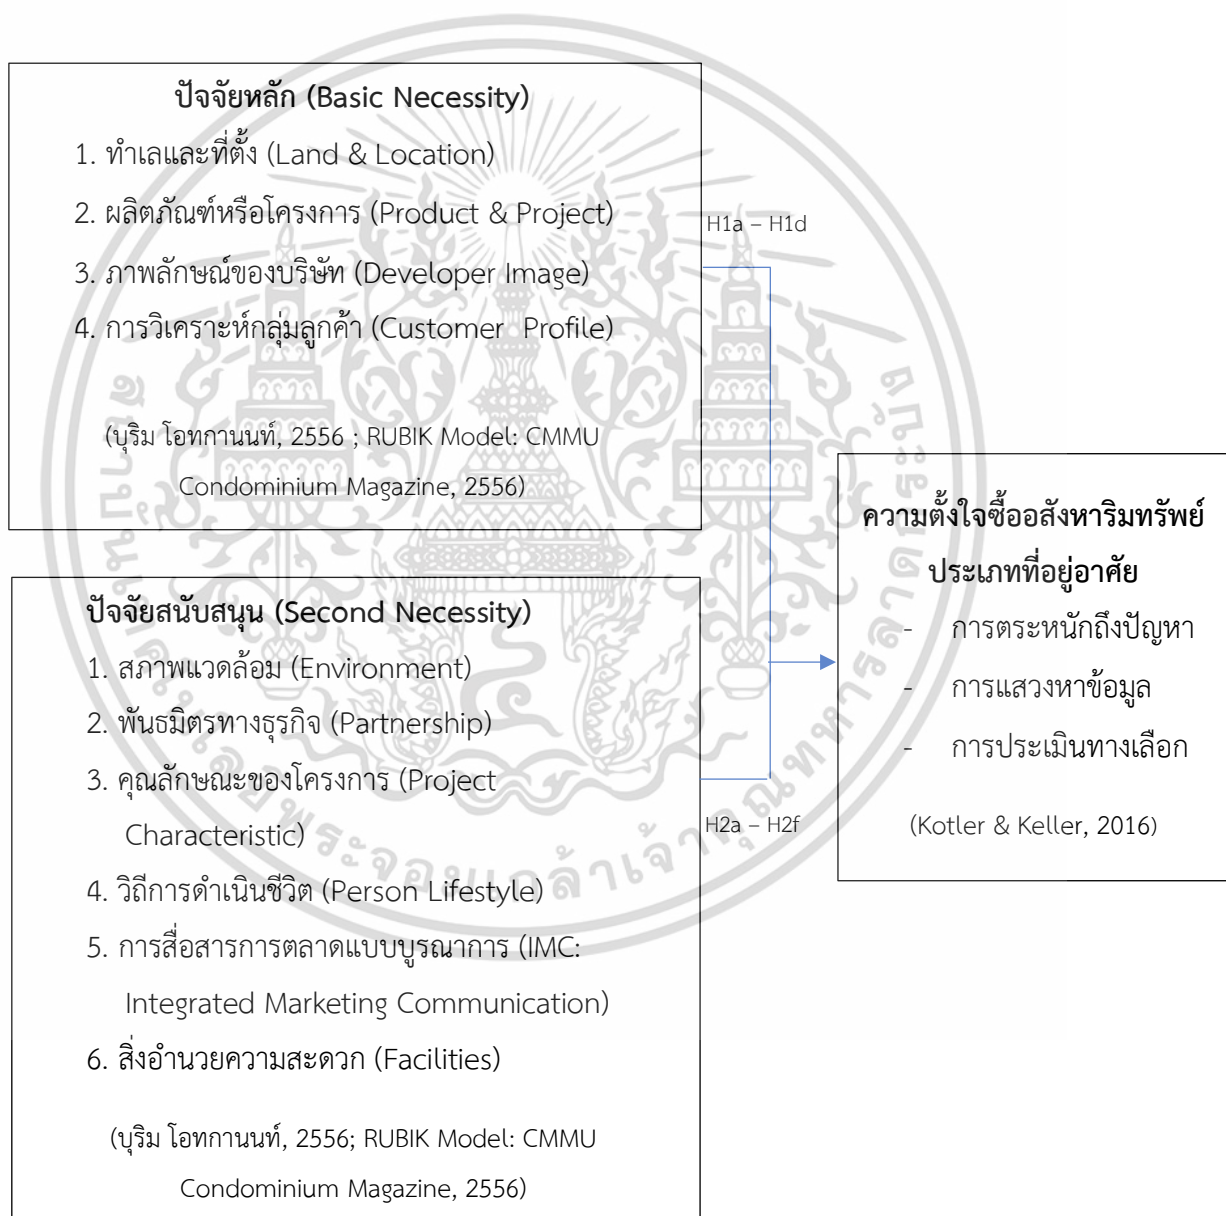 ปัจจัยหลัก (Basic Necessity)
1. ทำเลและที่ตั้ง (Land & Location)
2. ผลิตภัณฑ์หรือโครงการ (Product & Project)
3. ภาพลักษณ์ของบริษัท (Developer Image)
4. การวิเคราะห์กลุ่มลูกค้า (Customer Profile)
(บุริม โอทกานนท์, 2556 ; RUBIK Model: CMMU
Condominium Magazine, 2556)
H1a – H1d
ปัจจัยสนับสนุน (Second Necessity)
1. สภาพแวดล้อม (Environment)
2. พันธมิตรทางธุรกิจ (Partnership)
3. คุณลักษณะของโครงการ (Project
Characteristic)
4. วิถีการดำเนินชีวิต (Person Lifestyle)
5. การสื่อสารการตลาดแบบบูรณาการ (IMC:
Integrated Marketing Communication)
6. สิ่งอำนวยความสะดวก (Facilities)
(บุริม โอทกานนท์, 2556; RUBIK Model: CMMU
Condominium Magazine, 2556)
H2a – H2f
ความตั้งใจซื้ออสังหาริมทรัพย์
ประเภทที่อยู่อาศัย
- การตระหนักถึงปัญหา
- การแสวงหาข้อมูล
- การประเมินทางเลือก
(Kotler & Keller, 2016)